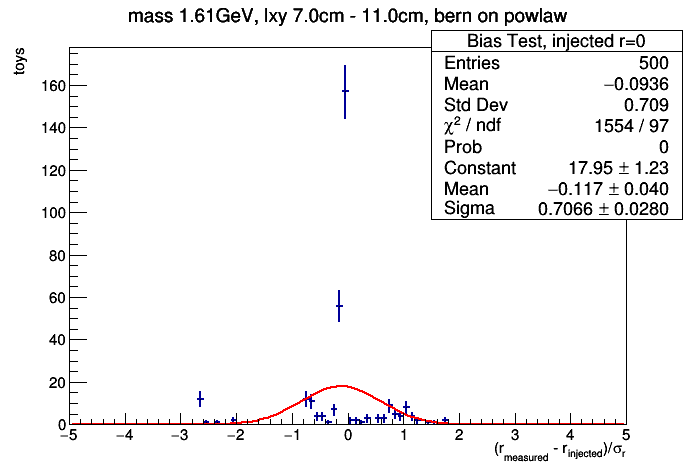 mass 1.61GeV, lxy 7.0cm - 11.0cm, bern on powlaw
Bias Test, injected r=0
Entries 500
Mean −0.0936
Std Dev 0.709
χ² / ndf 1554 / 97
Prob 0
Constant 17.95 ± 1.23
Mean −0.117 ± 0.040
Sigma 0.7066 ± 0.0280
toys
160
140
120
100
80
60
40
20
0
−5 −4 −3 −2 −1 0 1 2 3 4 5
(r_measured - r_injected)/σ_r